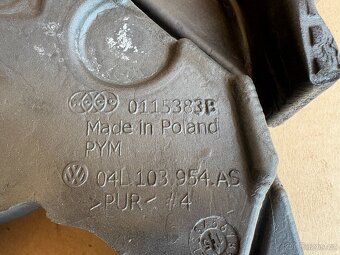 0115383B
Made in Poland
PYM
04L.103.954.AS
>PUR< #4